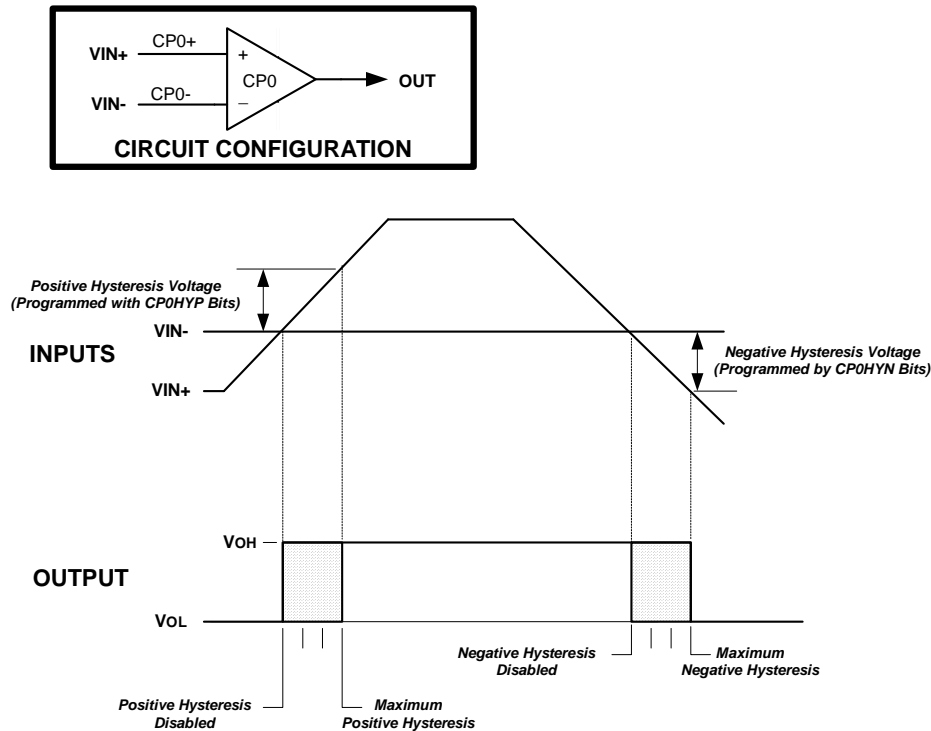 VIN+
CP0+
+
CP0
OUT
VIN-
CP0-
−
CIRCUIT CONFIGURATION
Positive Hysteresis Voltage
(Programmed with CP0HYP Bits)
VIN-
INPUTS
Negative Hysteresis Voltage
(Programmed by CP0HYN Bits)
VIN+
VOH
OUTPUT
VOL
Negative Hysteresis
Disabled
Maximum
Negative Hysteresis
Positive Hysteresis
Disabled
Maximum
Positive Hysteresis